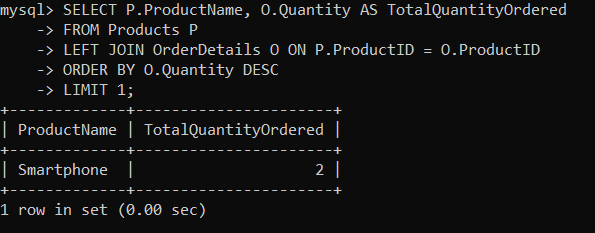 mysql> SELECT P.ProductName, O.Quantity AS TotalQuantityOrdered
    -> FROM Products P
    -> LEFT JOIN OrderDetails O ON P.ProductID = O.ProductID
    -> ORDER BY O.Quantity DESC
    -> LIMIT 1;
+-------------+----------------------+
| ProductName | TotalQuantityOrdered |
+-------------+----------------------+
| Smartphone  |                    2 |
+-------------+----------------------+
1 row in set (0.00 sec)